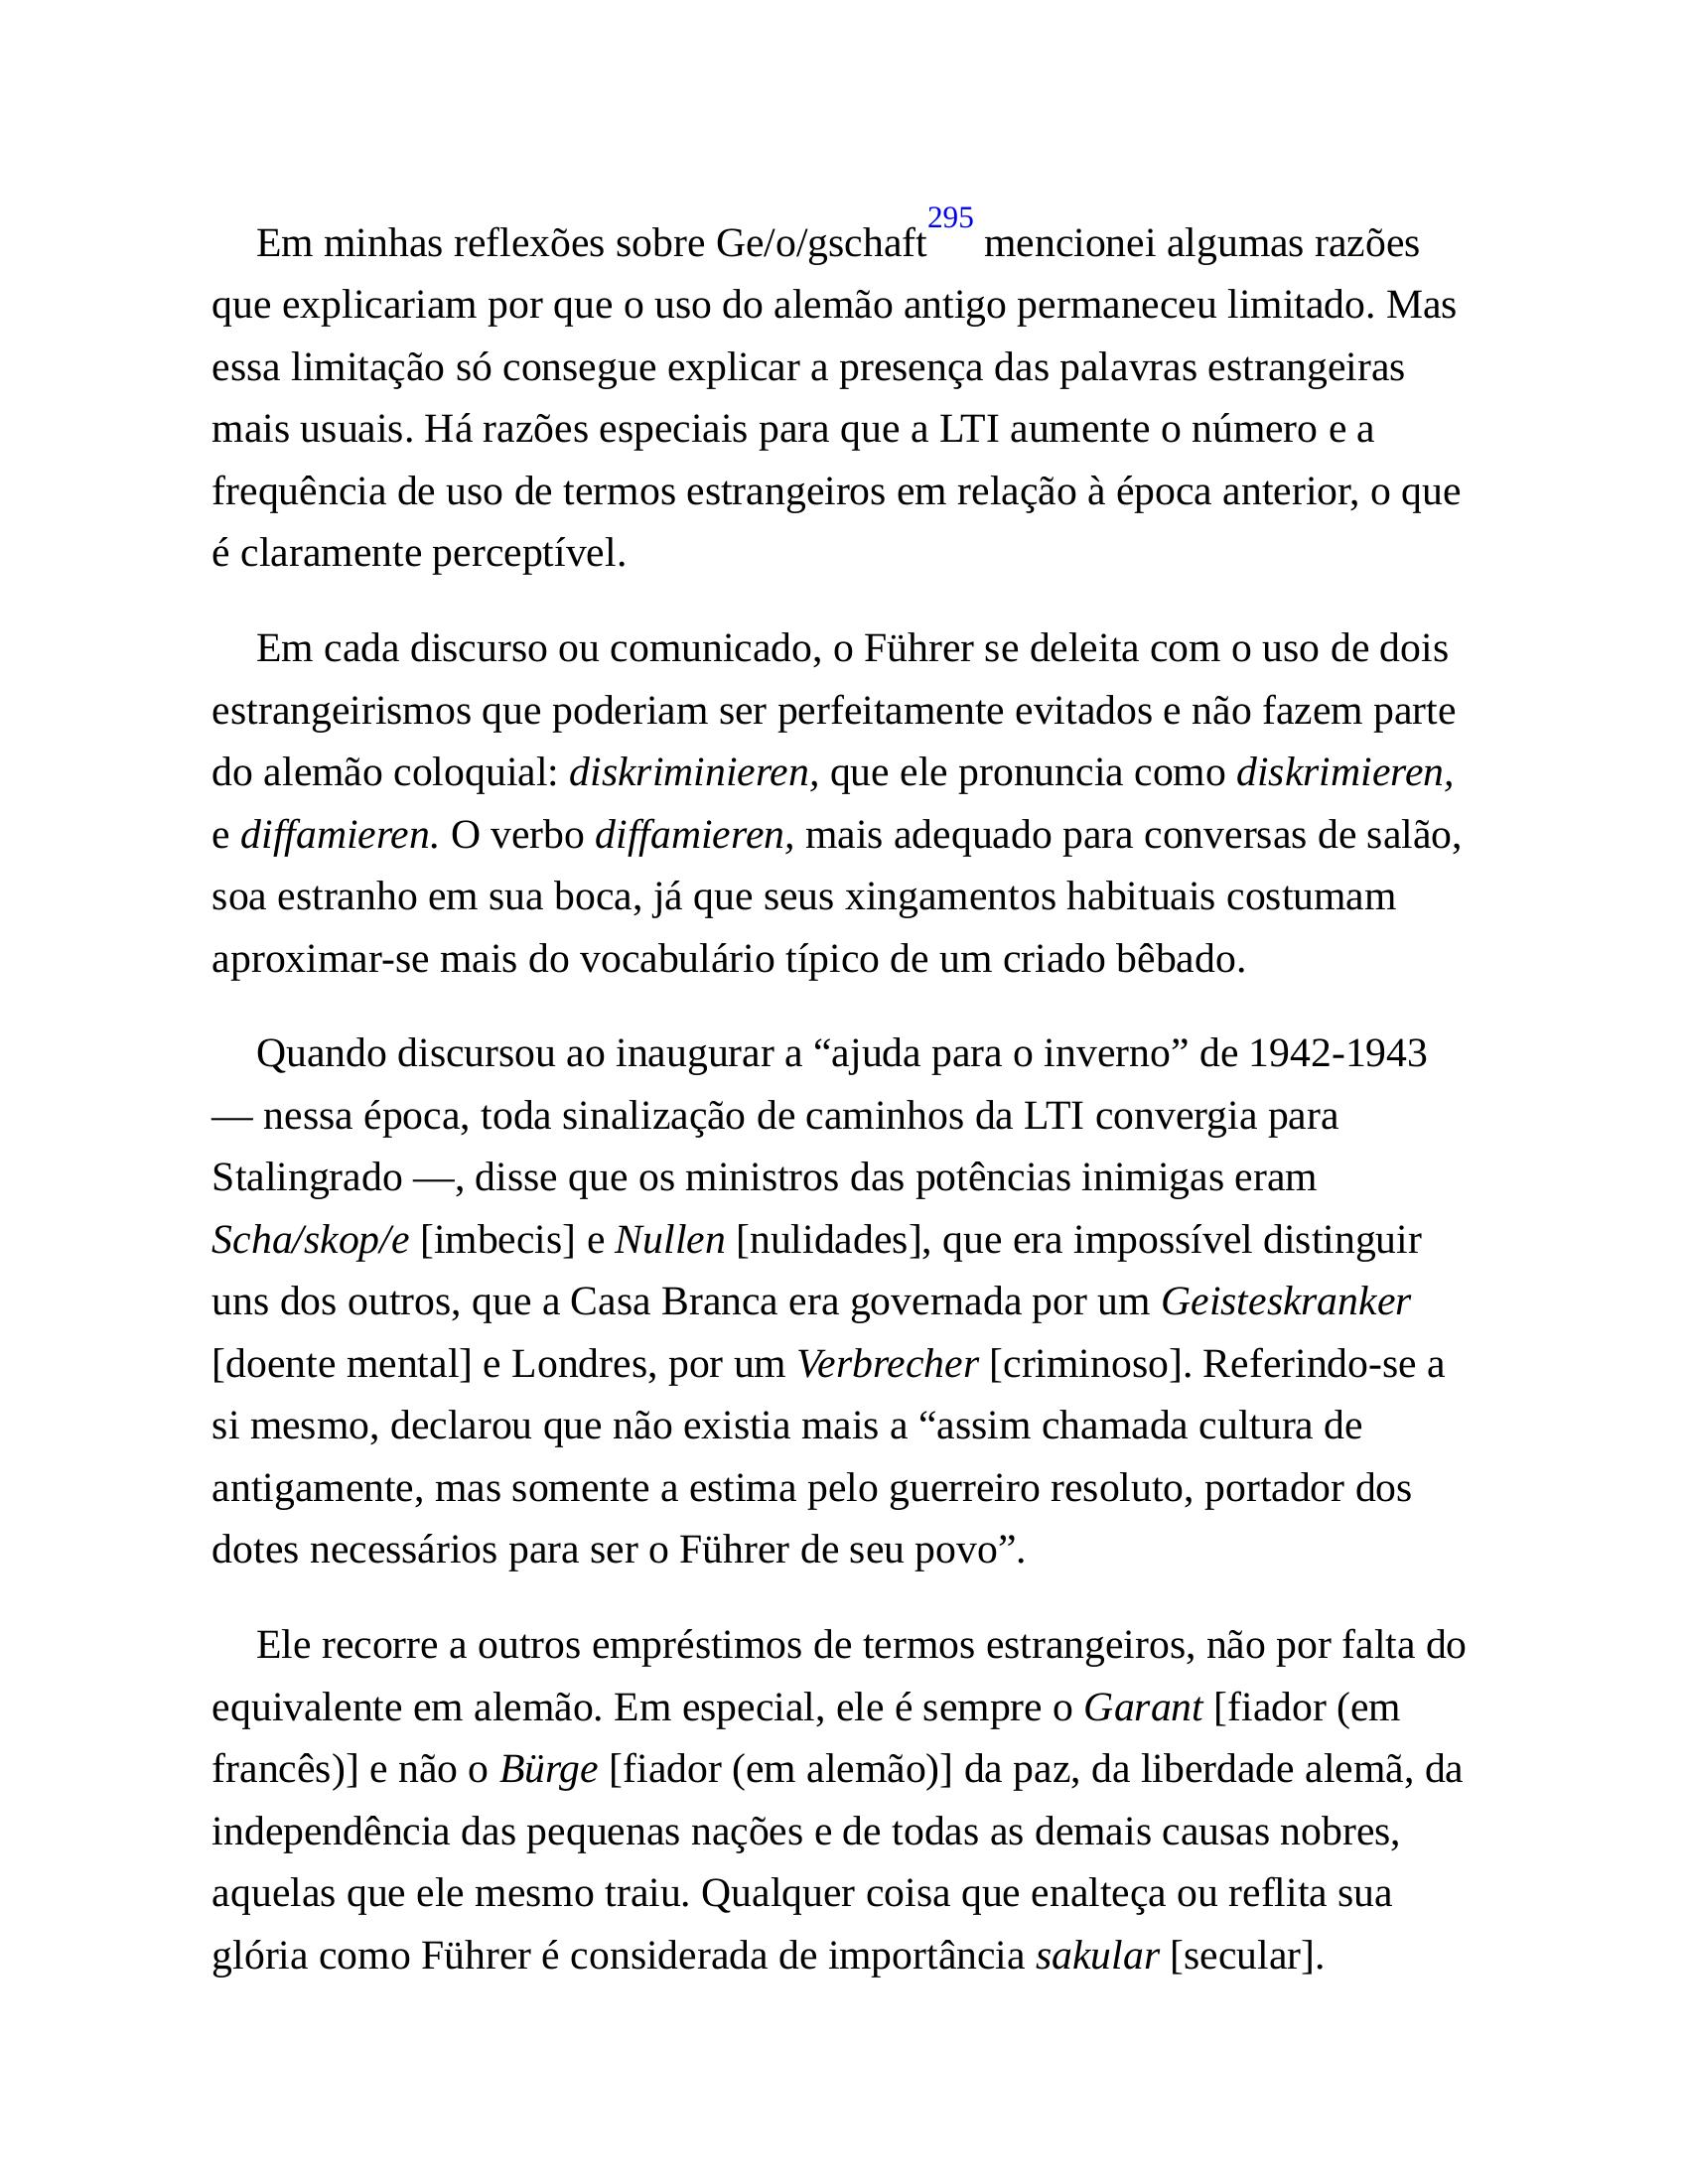 Em minhas reflexões sobre Ge/o/gschaft295 mencionei algumas razões
que explicariam por que o uso do alemão antigo permaneceu limitado. Mas
essa limitação só consegue explicar a presença das palavras estrangeiras
mais usuais. Há razões especiais para que a LTI aumente o número e a
frequência de uso de termos estrangeiros em relação à época anterior, o que
é claramente perceptível.
Em cada discurso ou comunicado, o Führer se deleita com o uso de dois
estrangeirismos que poderiam ser perfeitamente evitados e não fazem parte
do alemão coloquial: diskriminieren, que ele pronuncia como diskrimieren,
e diffamieren. O verbo diffamieren, mais adequado para conversas de salão,
soa estranho em sua boca, já que seus xingamentos habituais costumam
aproximar-se mais do vocabulário típico de um criado bêbado.
Quando discursou ao inaugurar a “ajuda para o inverno” de 1942-1943
— nessa época, toda sinalização de caminhos da LTI convergia para
Stalingrado —, disse que os ministros das potências inimigas eram
Scha/skop/e [imbecis] e Nullen [nulidades], que era impossível distinguir
uns dos outros, que a Casa Branca era governada por um Geisteskranker
[doente mental] e Londres, por um Verbrecher [criminoso]. Referindo-se a
si mesmo, declarou que não existia mais a “assim chamada cultura de
antigamente, mas somente a estima pelo guerreiro resoluto, portador dos
dotes necessários para ser o Führer de seu povo”.
Ele recorre a outros empréstimos de termos estrangeiros, não por falta do
equivalente em alemão. Em especial, ele é sempre o Garant [fiador (em
francês)] e não o Bürge [fiador (em alemão)] da paz, da liberdade alemã, da
independência das pequenas nações e de todas as demais causas nobres,
aquelas que ele mesmo traiu. Qualquer coisa que enalteça ou reflita sua
glória como Führer é considerada de importância sakular [secular].